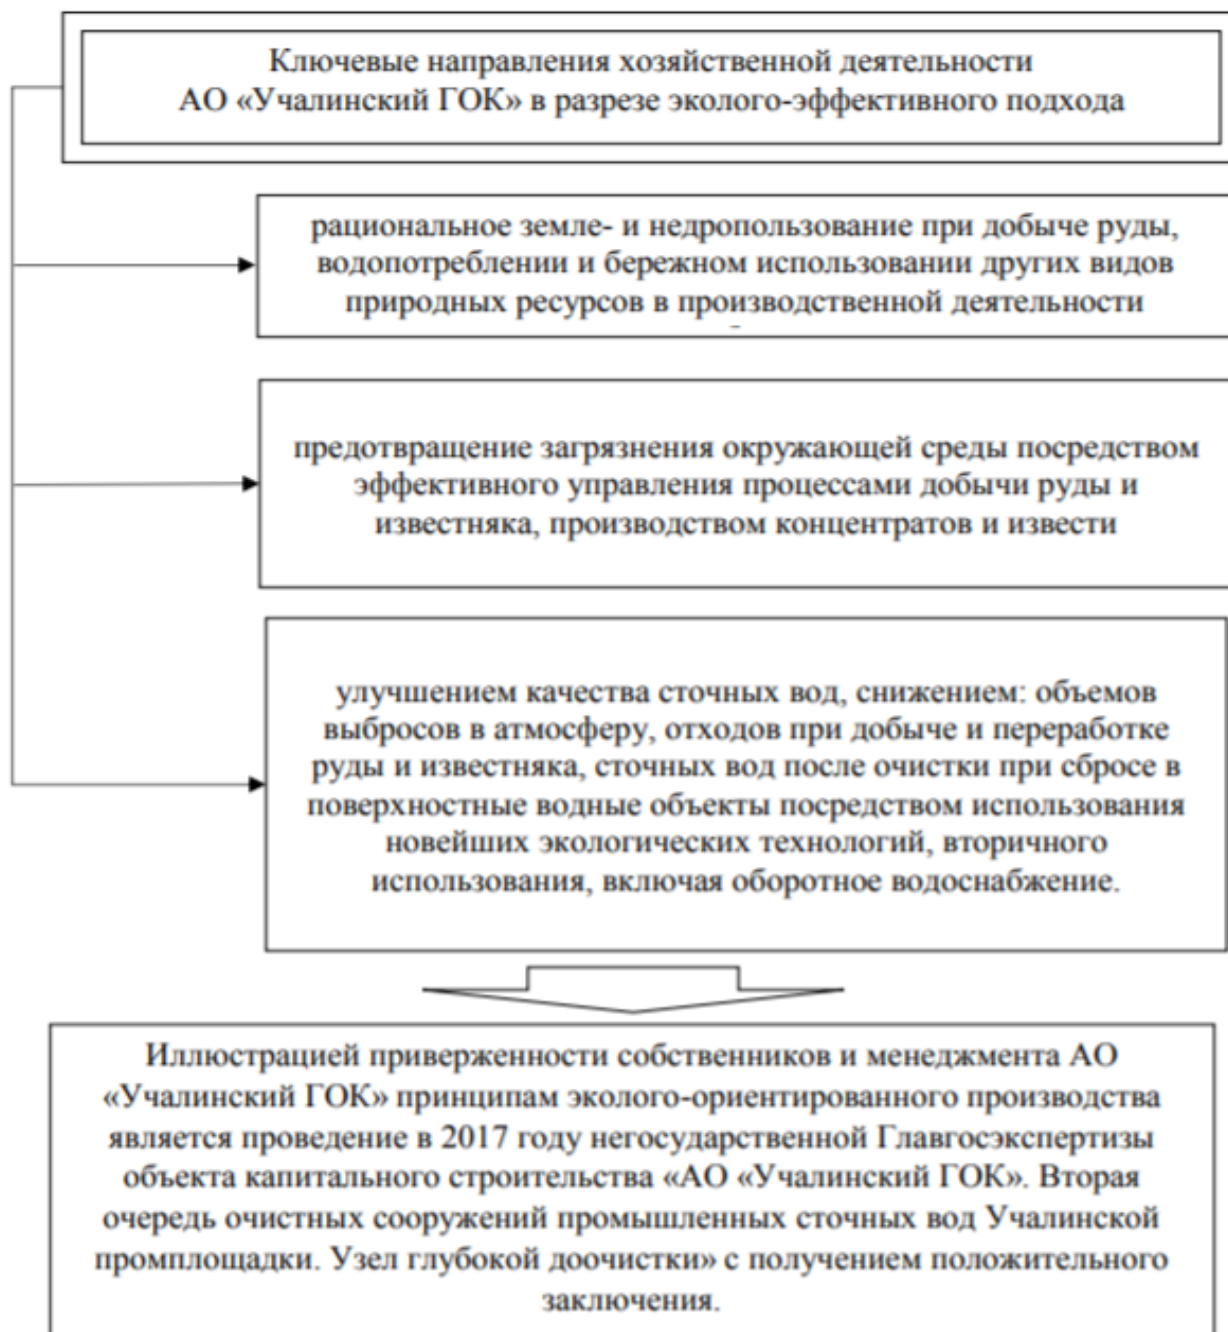 Ключевые направления хозяйственной деятельности
АО «Учалинский ГОК» в разрезе эколого-эффективного подхода
рациональное земле- и недропользование при добыче руды,
водопотреблении и бережном использовании других видов
природных ресурсов в производственной деятельности
предотвращение загрязнения окружающей среды посредством
эффективного управления процессами добычи руды и
известняка, производством концентратов и извести
улучшением качества сточных вод, снижением: объемов
выбросов в атмосферу, отходов при добыче и переработке
руды и известняка, сточных вод после очистки при сбросе в
поверхностные водные объекты посредством использования
новейших экологических технологий, вторичного
использования, включая оборотное водоснабжение.
Иллюстрацией приверженности собственников и менеджмента АО
«Учалинский ГОК» принципам эколого-ориентированного производства
является проведение в 2017 году негосударственной Главгосэкспертизы
объекта капитального строительства «АО «Учалинский ГОК». Вторая
очередь очистных сооружений промышленных сточных вод Учалинской
промплощадки. Узел глубокой доочистки» с получением положительного
заключения.